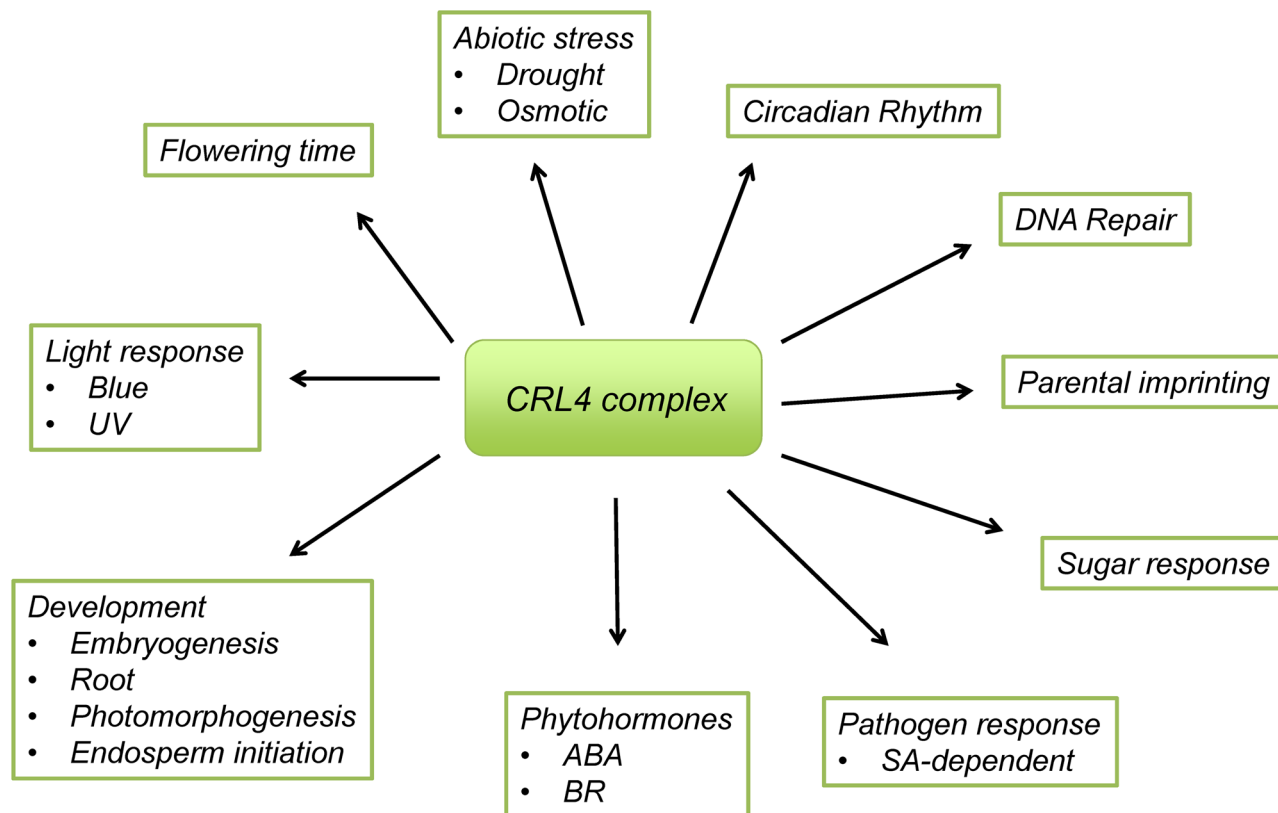 Abiotic stress
• Drought
• Osmotic
Circadian Rhythm
Flowering time
DNA Repair
Light response
• Blue
• UV
CRL4 complex
Parental imprinting
Sugar response
Development
• Embryogenesis
• Root
• Photomorphogenesis
• Endosperm initiation
Phytohormones
• ABA
• BR
Pathogen response
• SA-dependent